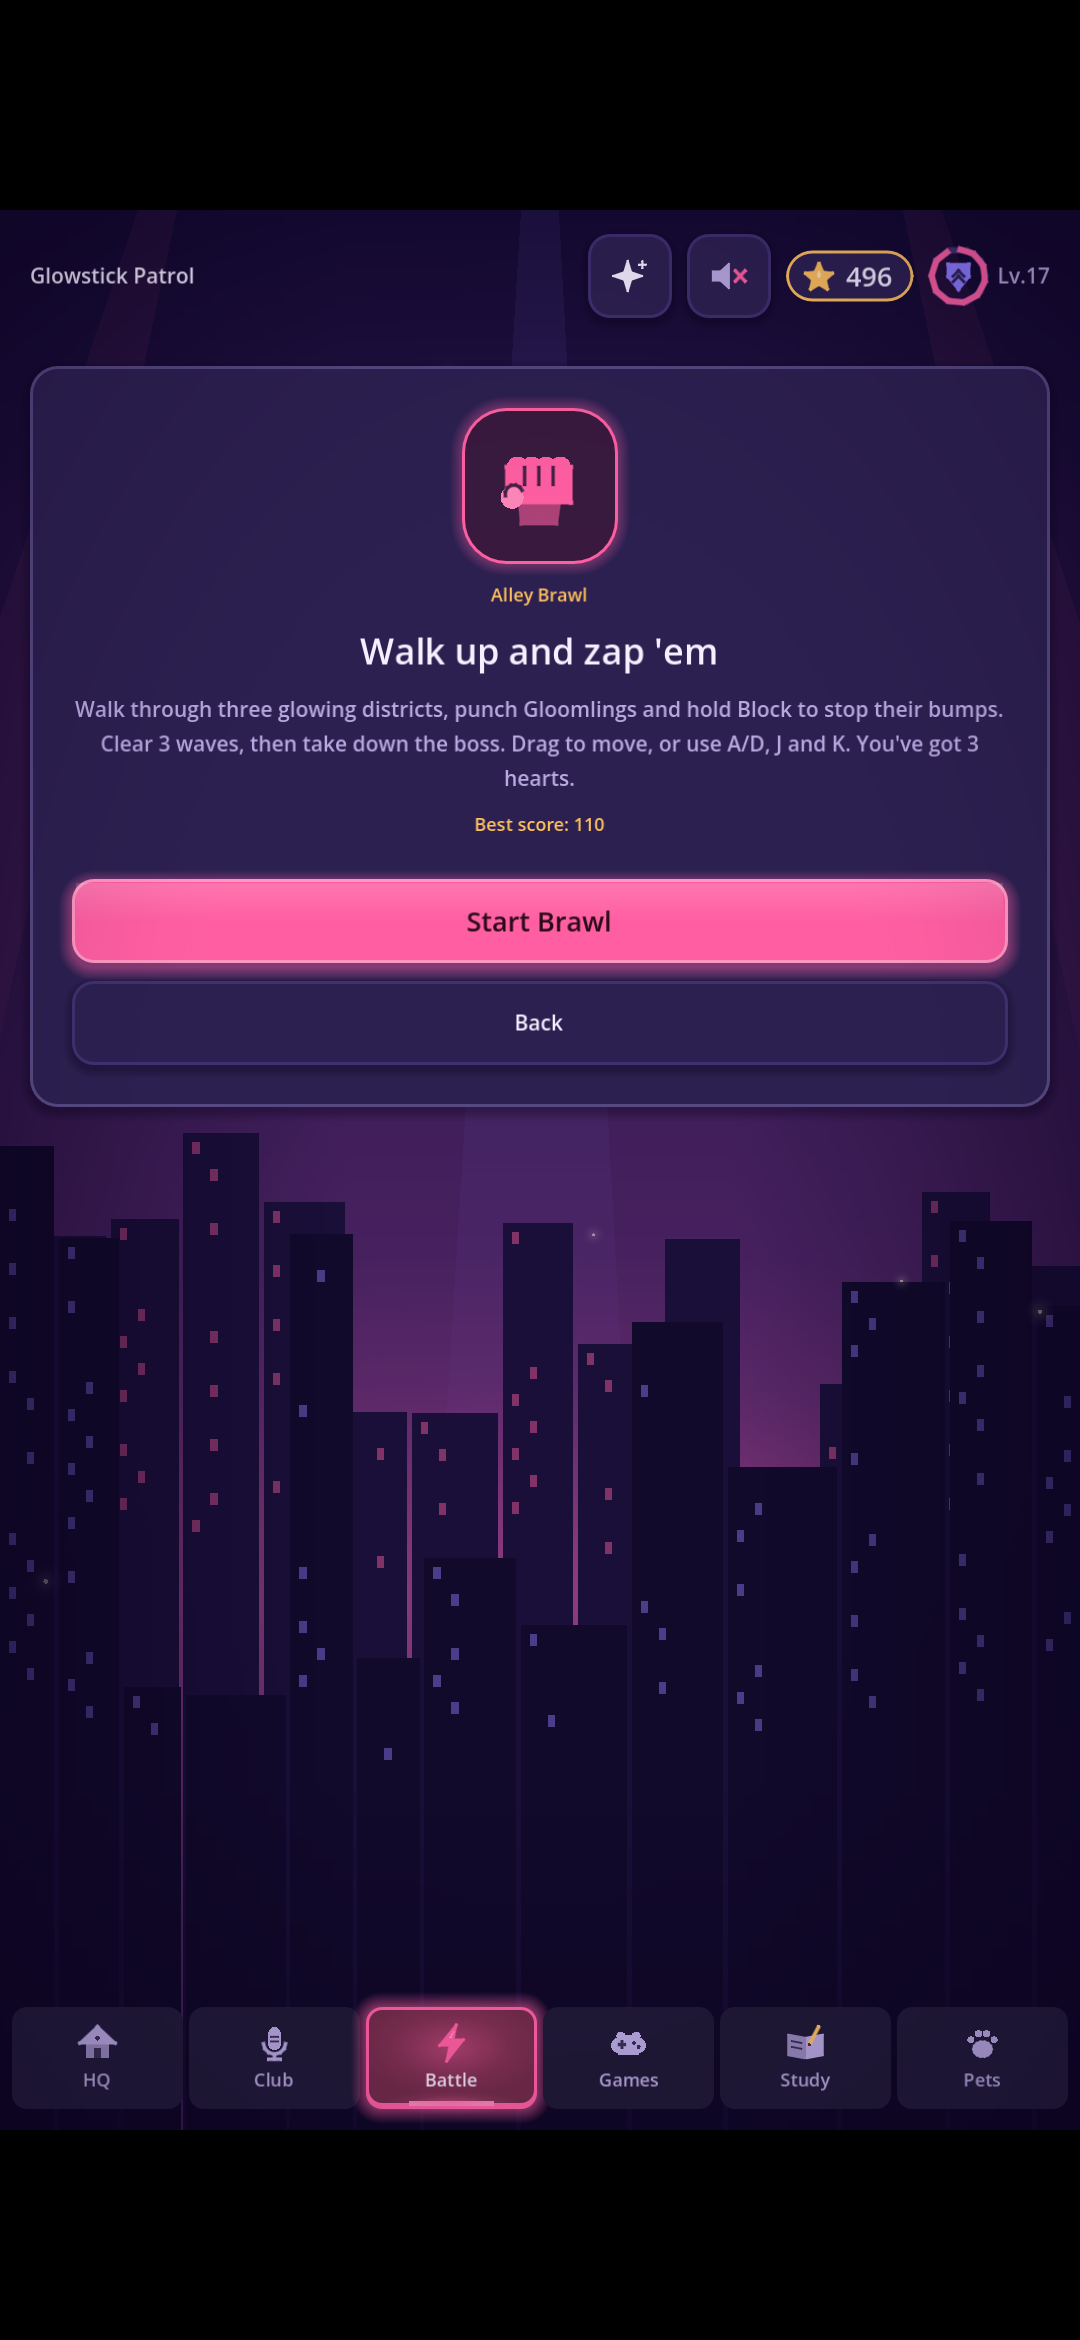 Glowstick Patrol
496
Lv.17
Alley Brawl
Walk up and zap 'em
Walk through three glowing districts, punch Gloomlings and hold Block to stop their bumps.
Clear 3 waves, then take down the boss. Drag to move, or use A/D, J and K. You've got 3
hearts.
Best score: 110
Start Brawl
Back
HQ
Club
Battle
Games
Study
Pets